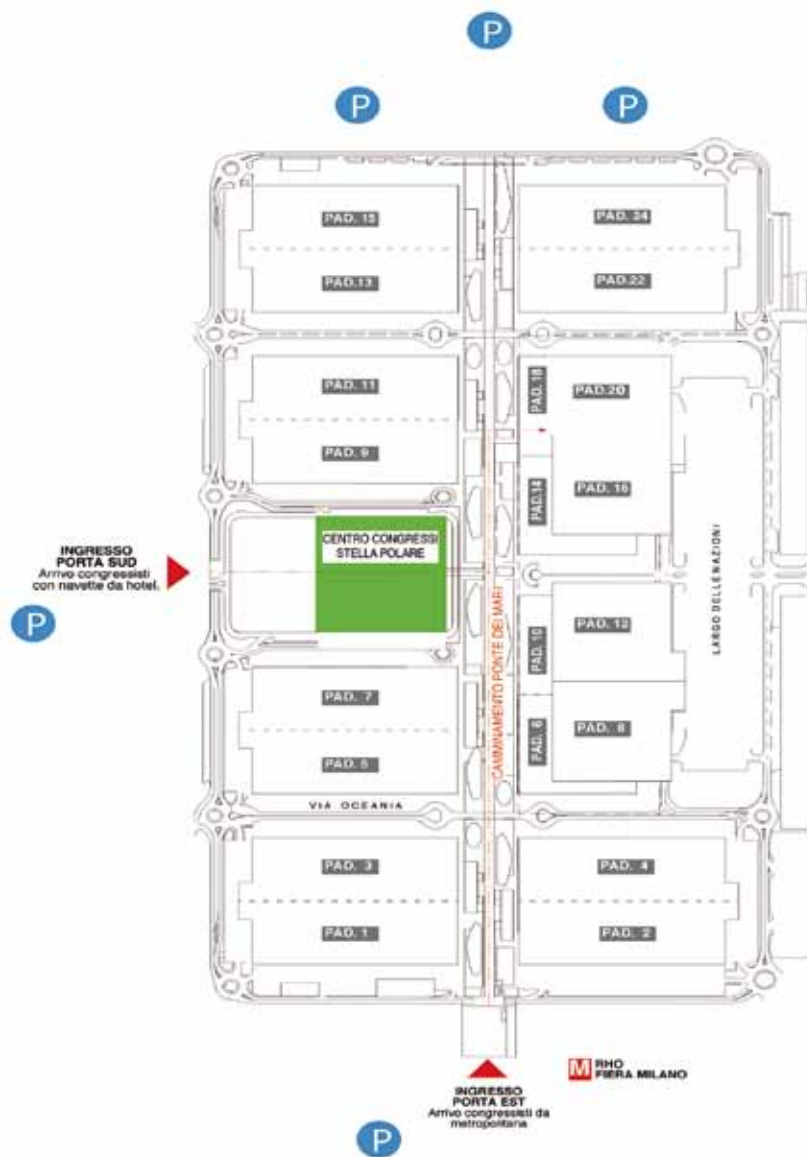 P
P
P
PAD. 15
PAD. 24
PAD.13
PAD.22
PAD. 11
PAD. 18
PAD.20
PAD. 9
PAD.14
PAD. 16
CENTRO CONGRESSI
STELLA POLARE
INGRESSO
PORTA SUD
Arrivo congressisti
con navette da hotel.
P
LARGO DELLE NAZIONI
CAMMINAMENTO PONTE DEI MARI
PAD. 10
PAD. 12
PAD. 7
PAD. 6
PAD. 8
PAD. 5
VIA OCEANIA
PAD. 3
PAD. 4
PAD. 1
PAD. 2
M RHO
FIERA MILANO
INGRESSO
PORTA EST
Arrivo congressisti da
metropolitana
P